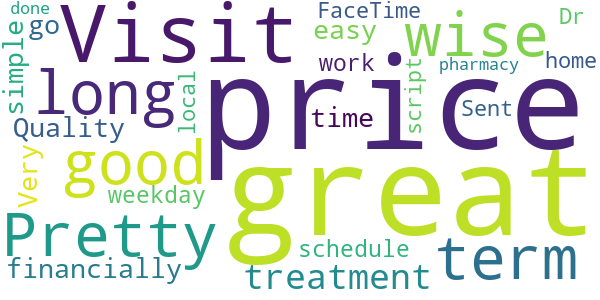 done
go
Visit
FaceTime
Dr
easy
wise
simple
long
local
work
script
pharmacy
home
price
Sent
Quality
time
Very
good
weekday
great
Pretty
schedule
term
financially
treatment